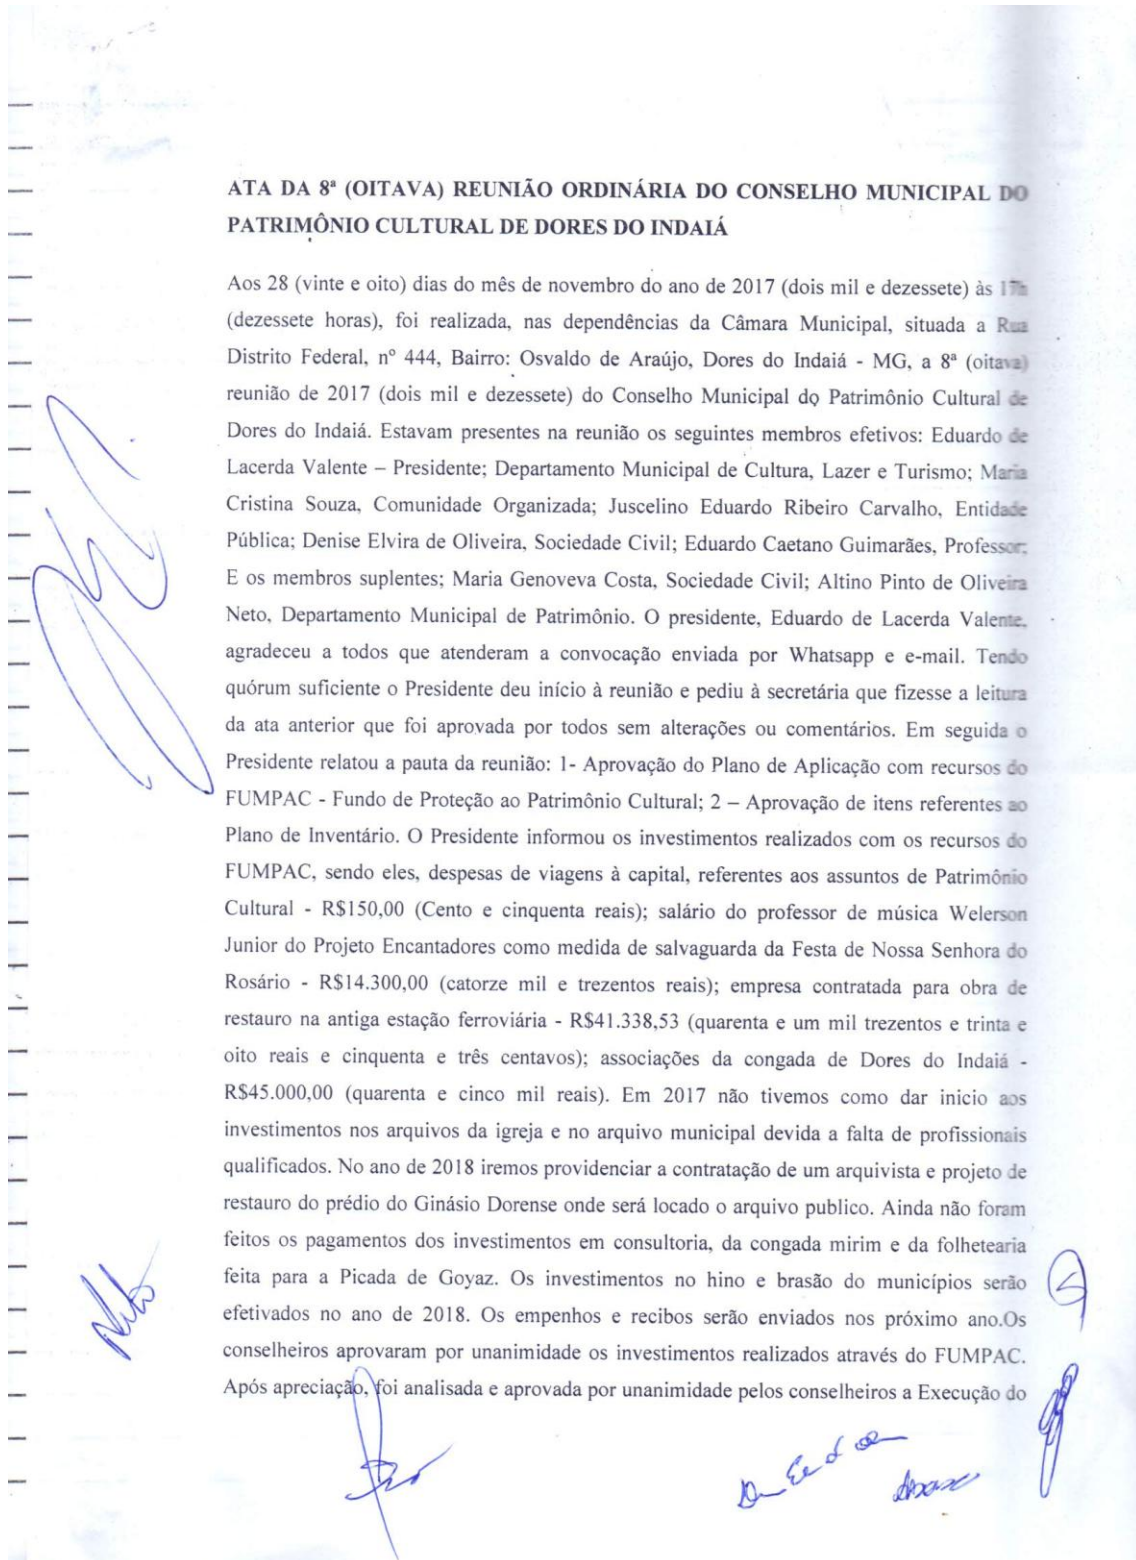 ATA DA 8ª (OITAVA) REUNIÃO ORDINÁRIA DO CONSELHO MUNICIPAL DO
PATRIMÔNIO CULTURAL DE DORES DO INDAIÁ
Aos 28 (vinte e oito) dias do mês de novembro do ano de 2017 (dois mil e dezessete) às 17h
(dezessete horas), foi realizada, nas dependências da Câmara Municipal, situada a Rua
Distrito Federal, nº 444, Bairro: Osvaldo de Araújo, Dores do Indaiá - MG, a 8ª (oitava)
reunião de 2017 (dois mil e dezessete) do Conselho Municipal do Patrimônio Cultural de
Dores do Indaiá. Estavam presentes na reunião os seguintes membros efetivos: Eduardo de
Lacerda Valente – Presidente; Departamento Municipal de Cultura, Lazer e Turismo; Maria
Cristina Souza, Comunidade Organizada; Juscelino Eduardo Ribeiro Carvalho, Entidade
Pública; Denise Elvira de Oliveira, Sociedade Civil; Eduardo Caetano Guimarães, Professor;
E os membros suplentes; Maria Genoveva Costa, Sociedade Civil; Altino Pinto de Oliveira
Neto, Departamento Municipal de Patrimônio. O presidente, Eduardo de Lacerda Valente,
agradeceu a todos que atenderam a convocação enviada por Whatsapp e e-mail. Tendo
quórum suficiente o Presidente deu início à reunião e pediu à secretária que fizesse a leitura
da ata anterior que foi aprovada por todos sem alterações ou comentários. Em seguida o
Presidente relatou a pauta da reunião: 1- Aprovação do Plano de Aplicação com recursos do
FUMPAC - Fundo de Proteção ao Patrimônio Cultural; 2 – Aprovação de itens referentes ao
Plano de Inventário. O Presidente informou os investimentos realizados com os recursos do
FUMPAC, sendo eles, despesas de viagens à capital, referentes aos assuntos de Patrimônio
Cultural - R$150,00 (Cento e cinquenta reais); salário do professor de música Welerson
Junior do Projeto Encantadores como medida de salvaguarda da Festa de Nossa Senhora do
Rosário - R$14.300,00 (catorze mil e trezentos reais); empresa contratada para obra de
restauro na antiga estação ferroviária - R$41.338,53 (quarenta e um mil trezentos e trinta e
oito reais e cinquenta e três centavos); associações da congada de Dores do Indaiá -
R$45.000,00 (quarenta e cinco mil reais). Em 2017 não tivemos como dar inicio aos
investimentos nos arquivos da igreja e no arquivo municipal devida a falta de profissionais
qualificados. No ano de 2018 iremos providenciar a contratação de um arquivista e projeto de
restauro do prédio do Ginásio Dorense onde será locado o arquivo publico. Ainda não foram
feitos os pagamentos dos investimentos em consultoria, da congada mirim e da folhetearia
feita para a Picada de Goyaz. Os investimentos no hino e brasão do municípios serão
efetivados no ano de 2018. Os empenhos e recibos serão enviados nos próximo ano.Os
conselheiros aprovaram por unanimidade os investimentos realizados através do FUMPAC.
Após apreciação, foi analisada e aprovada por unanimidade pelos conselheiros a Execução do
Neto